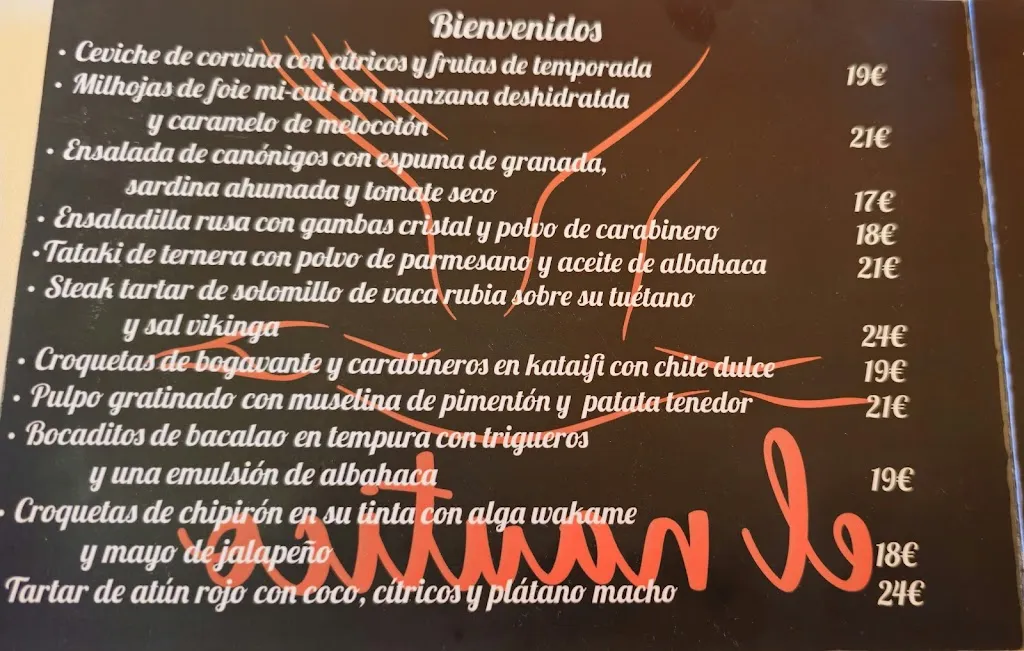 Bienvenidos
• Ceviche de corvina con cítricos y frutas de temporada 19€
• Milhojas de foie mi-cuit con manzana deshidratda
y caramelo de melocotón 21€
• Ensalada de canónigos con espuma de granada,
sardina ahumada y tomate seco 17€
• Ensaladilla rusa con gambas cristal y polvo de carabinero 18€
• Tataki de ternera con polvo de parmesano y aceite de albahaca 21€
• Steak tartar de solomillo de vaca rubia sobre su tuétano
y sal vikinga 24€
• Croquetas de bogavante y carabineros en kataifi con chile dulce 19€
• Pulpo gratinado con muselina de pimentón y patata tenedor 21€
• Bocaditos de bacalao en tempura con trigueros
y una emulsión de albahaca 19€
• Croquetas de chipirón en su tinta con alga wakame
y mayo de jalapeño 18€
Tartar de atún rojo con coco, cítricos y plátano macho 24€
el nautico